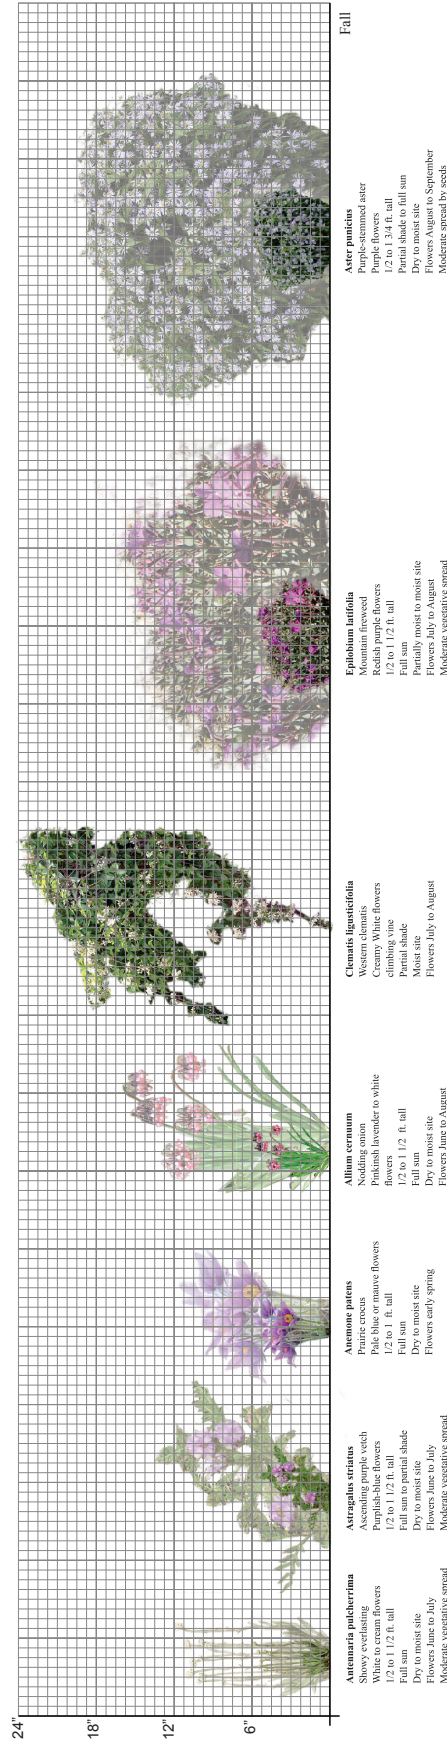 24"
18"
12"
6"
Antennaria pulcherrima
Showy everlasting
White to cream flowers
1/2 to 1 1/2 ft. tall
Full sun
Dry to moist site
Flowers June to July
Moderate vegetative spread
Astragalus striatus
Ascending purple vetch
Purplish-blue flowers
1/2 to 1 1/2 ft. tall
Full sun to partial shade
Dry to moist site
Flowers June to July
Moderate vegetative spread
Anemone patens
Prairie crocus
Pale blue or mauve flowers
1/2 to 1 ft. tall
Full sun
Dry to moist site
Flowers early spring
Allium cernuum
Nodding onion
Pinkinsh lavender to white
flowers
1/2 to 1 1/2 ft. tall
Full sun
Dry to moist site
Flowers June to August
Clematis ligusticifolia
Western clematis
Creamy White flowers
climbing vine
Partial shade
Moist site
Flowers July to August
Epilobium latifolia
Mountain fireweed
Redish purple flowers
1/2 to 1 1/2 ft. tall
Full sun
Partially moist to moist site
Flowers July to August
Moderate vegetative spread
Aster puniceus
Purple-stemmed aster
Purple flowers
1/2 to 1 3/4 ft. tall
Partial shade to full sun
Dry to moist site
Flowers August to September
Moderate spread by seeds
Fall